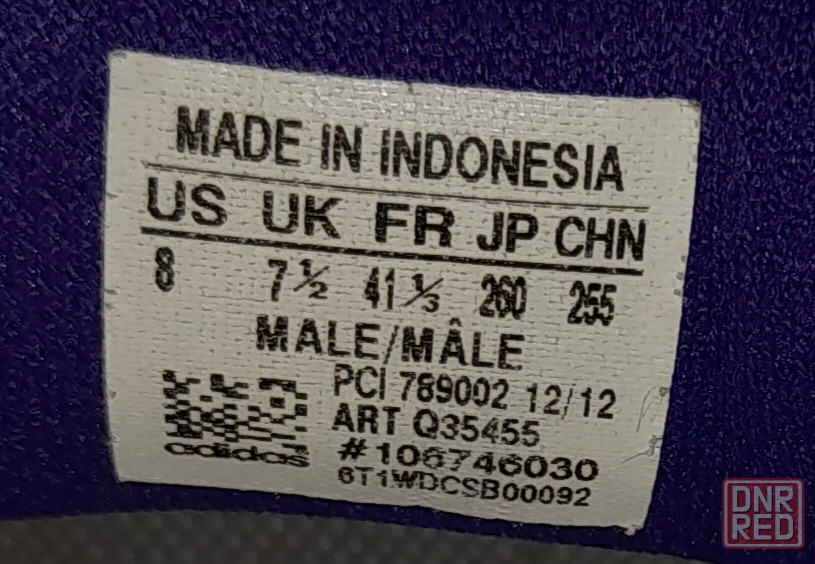 MADE IN INDONESIA
US UK FR JP CHN
8 7½ 41⅓ 260 255
MALE/MÂLE
PCI 789002 12/12
ART Q35455
adidas
#106746030
6T1WDCSB00092
DNR
RED